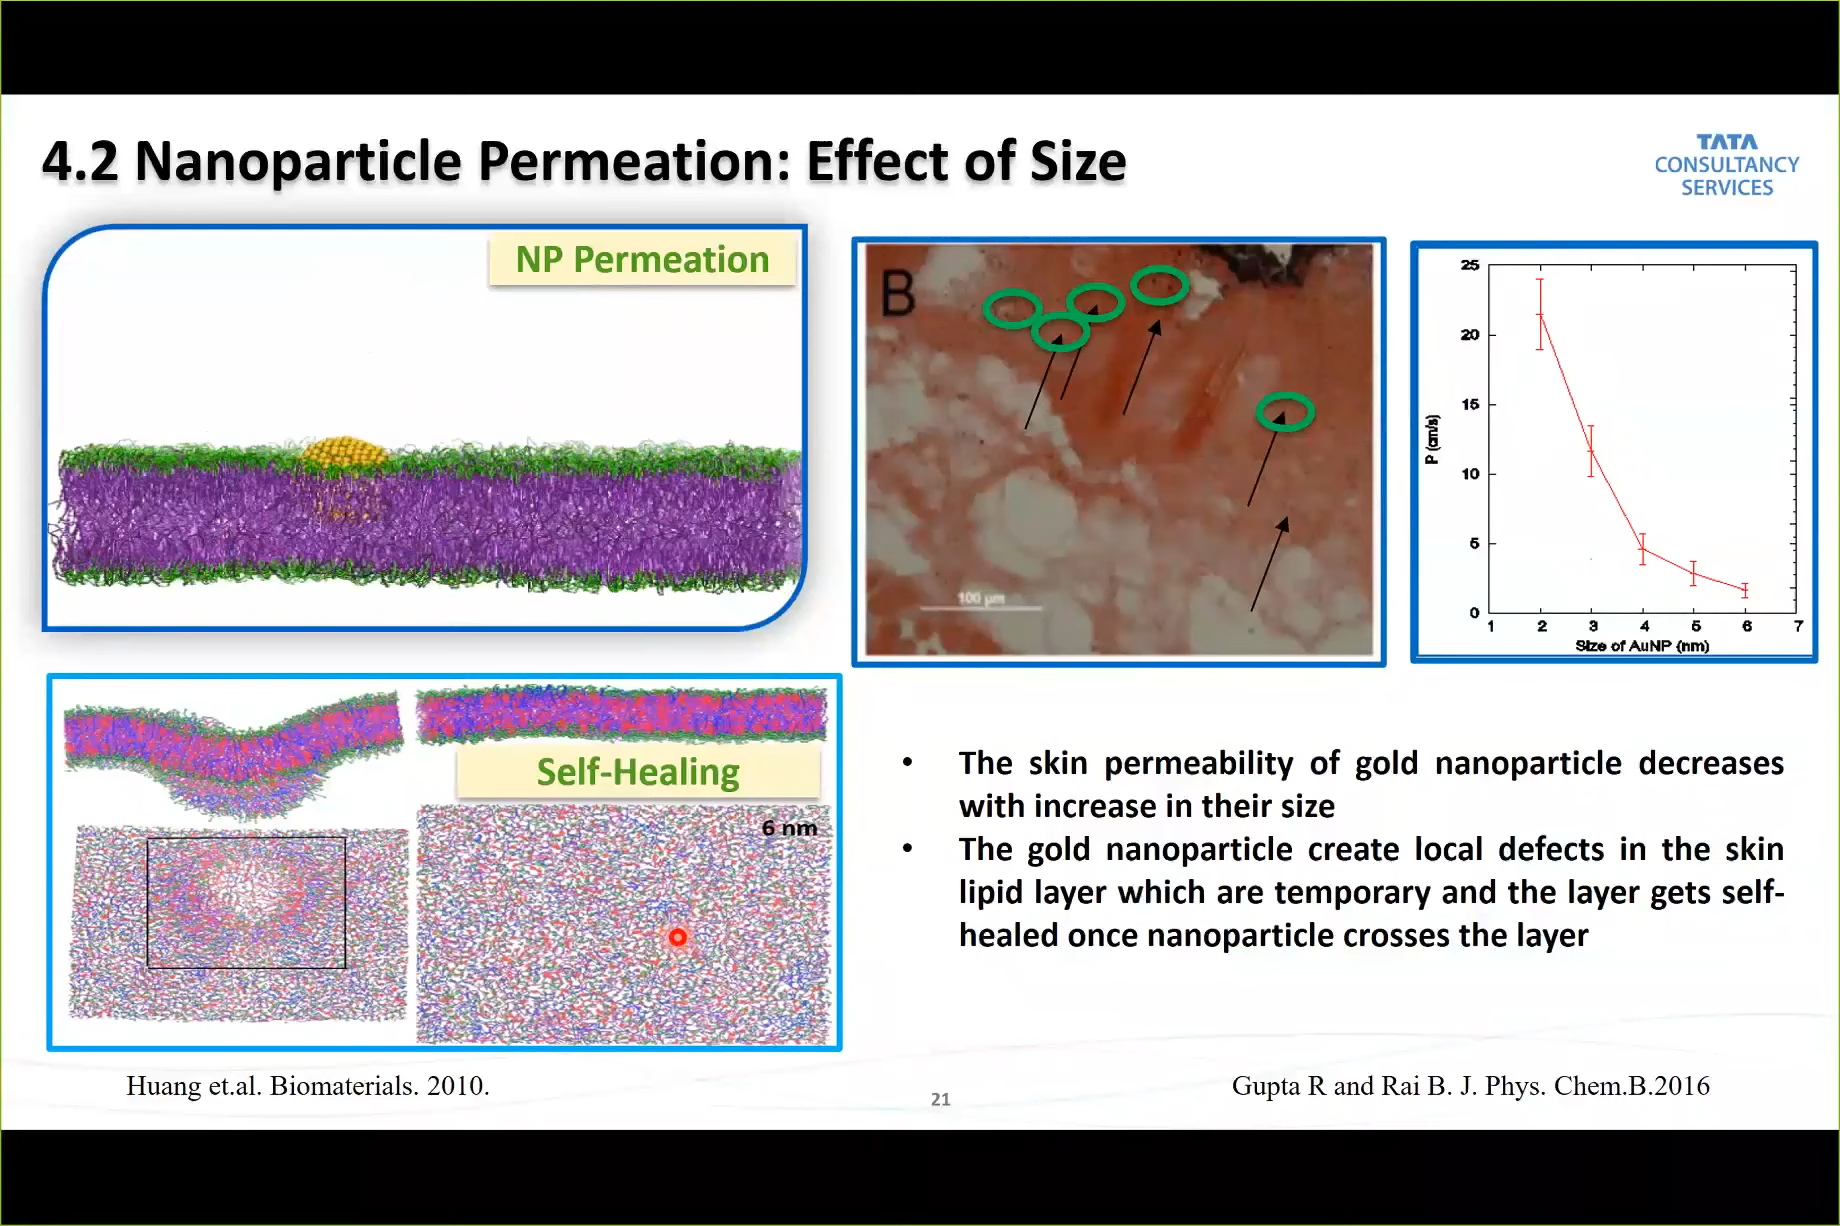 4.2 Nanoparticle Permeation: Effect of Size
TATA
CONSULTANCY
SERVICES
NP Permeation
B
100 µm
25
20
15
10
5
0
P (cm/s)
1 2 3 4 5 6 7
Size of AuNP (nm)
Self-Healing
6 nm
• The skin permeability of gold nanoparticle decreases
with increase in their size
• The gold nanoparticle create local defects in the skin
lipid layer which are temporary and the layer gets self-
healed once nanoparticle crosses the layer
Huang et.al. Biomaterials. 2010.
21
Gupta R and Rai B. J. Phys. Chem.B.2016